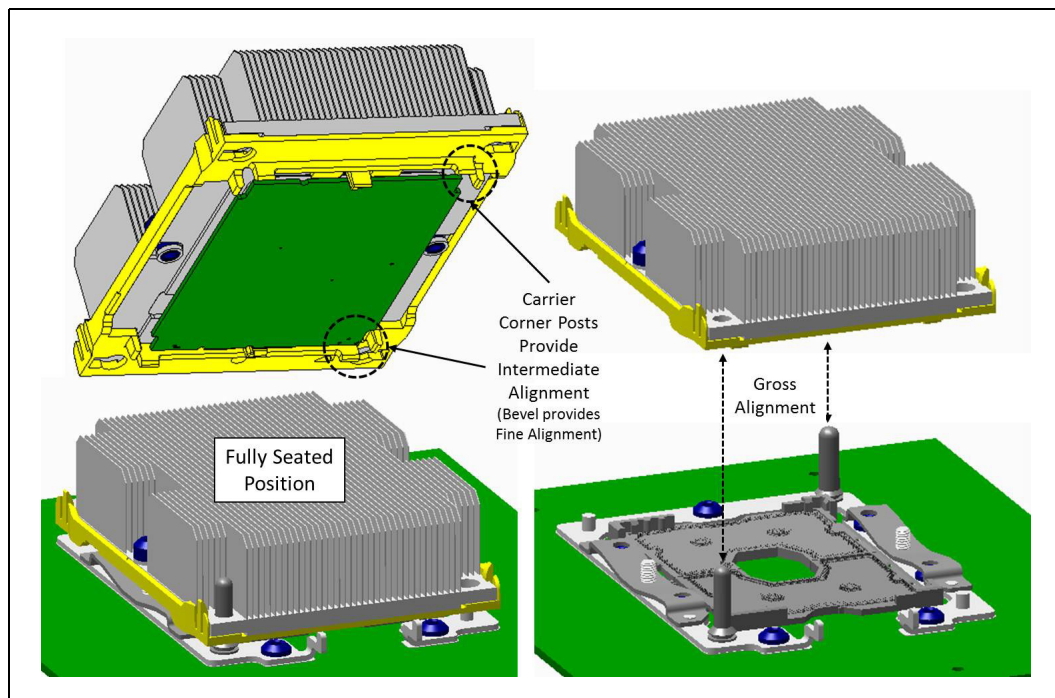 Carrier
Corner Posts
Provide
Intermediate
Alignment
(Bevel provides
Fine Alignment)
Gross
Alignment
Fully Seated
Position